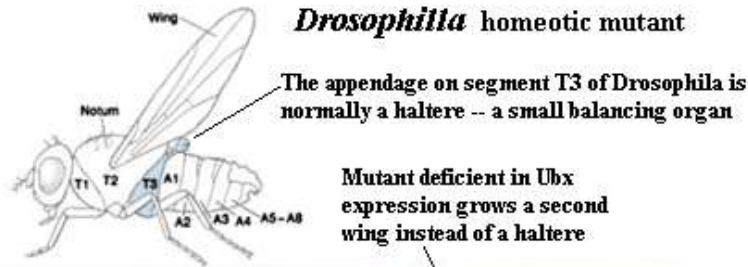 Wing
Drosophilla homeotic mutant
The appendage on segment T3 of Drosophila is
normally a haltere -- a small balancing organ
Notum
T1 T2 T3 A1
Mutant deficient in Ubx
expression grows a second
wing instead of a haltere
A2 A3 A4 A5-A8